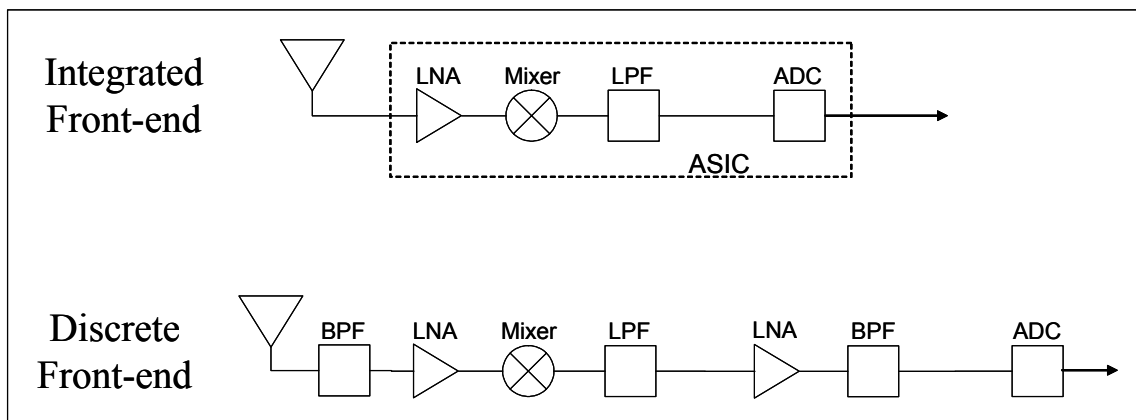 Integrated
Front-end
LNA Mixer LPF ADC
ASIC
Discrete
Front-end
BPF LNA Mixer LPF LNA BPF ADC